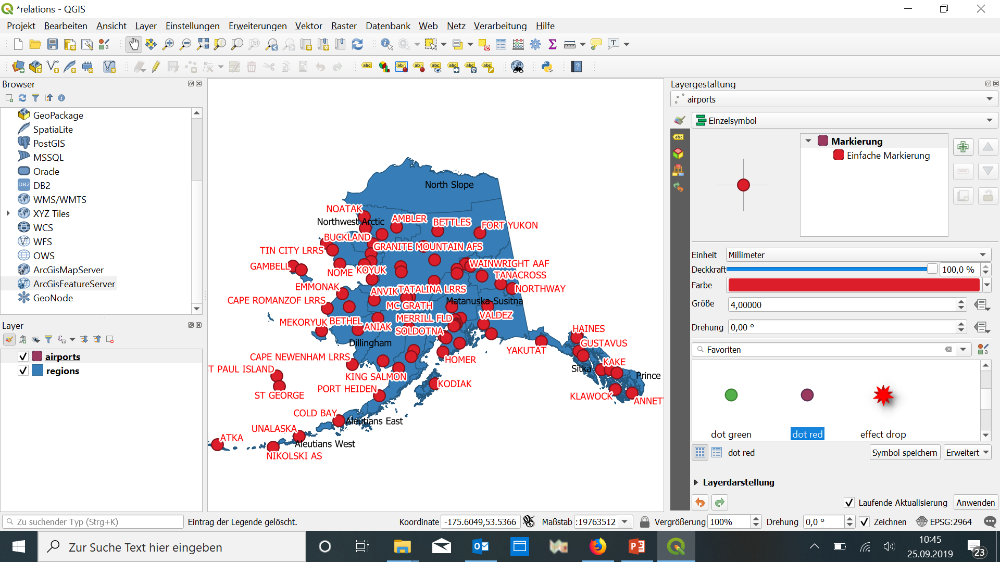 *relations - QGIS
Projekt Bearbeiten Ansicht Layer Einstellungen Erweiterungen Vektor Raster Datenbank Web Netz Verarbeitung Hilfe
Browser
GeoPackage
SpatiaLite
PostGIS
MSSQL
Oracle
DB2
WMS/WMTS
XYZ Tiles
WCS
WFS
OWS
ArcGisMapServer
ArcGisFeatureServer
GeoNode
Layer
airports
regions
North Slope
NOATAK
Northwest Arctic
AMBLER
BETTLES
FORT YUKON
BUCKLAND
GRANITE MOUNTAIN AFS
TIN CITY LRRS
GAMBELL
NOME
KOYUK
WAINWRIGHT AAF
TANACROSS
NORTHWAY
EMMONAK
ANVIK
TATALINA LRRS
CAPE ROMANZOF LRRS
MC GRATH
Matanuska-Susitna
MEKORYUK
BETHEL
ANIAK
MERRILL FLD
VALDEZ
SOLDOTNA
Dillingham
HAINES
GUSTAVUS
YAKUTAT
CAPE NEWENHAM LRRS
HOMER
KAKE
T PAUL ISLAND
KING SALMON
Sitka
Prince
ST GEORGE
PORT HEIDEN
KODIAK
KLAWOCK
ANNETT
COLD BAY
Aleutians East
UNALASKA
ATKA
Aleutians West
NIKOLSKI AS
Layergestaltung
airports
Einzelsymbol
Markierung
Einfache Markierung
Einheit Millimeter
Deckkraft 100,0 %
Farbe
Größe 4,00000
Drehung 0,00 °
Favoriten
dot green dot red effect drop
dot red Symbol speichern Erweitert
Layerdarstellung
Laufende Aktualisierung Anwenden
Zu suchender Typ (Strg+K) Eintrag der Legende gelöscht. Koordinate -175.6049,53.5366 Maßstab :19763512 Vergrößerung 100% Drehung 0,0 ° Zeichnen EPSG:2964
Zur Suche Text hier eingeben
10:45
25.09.2019
23